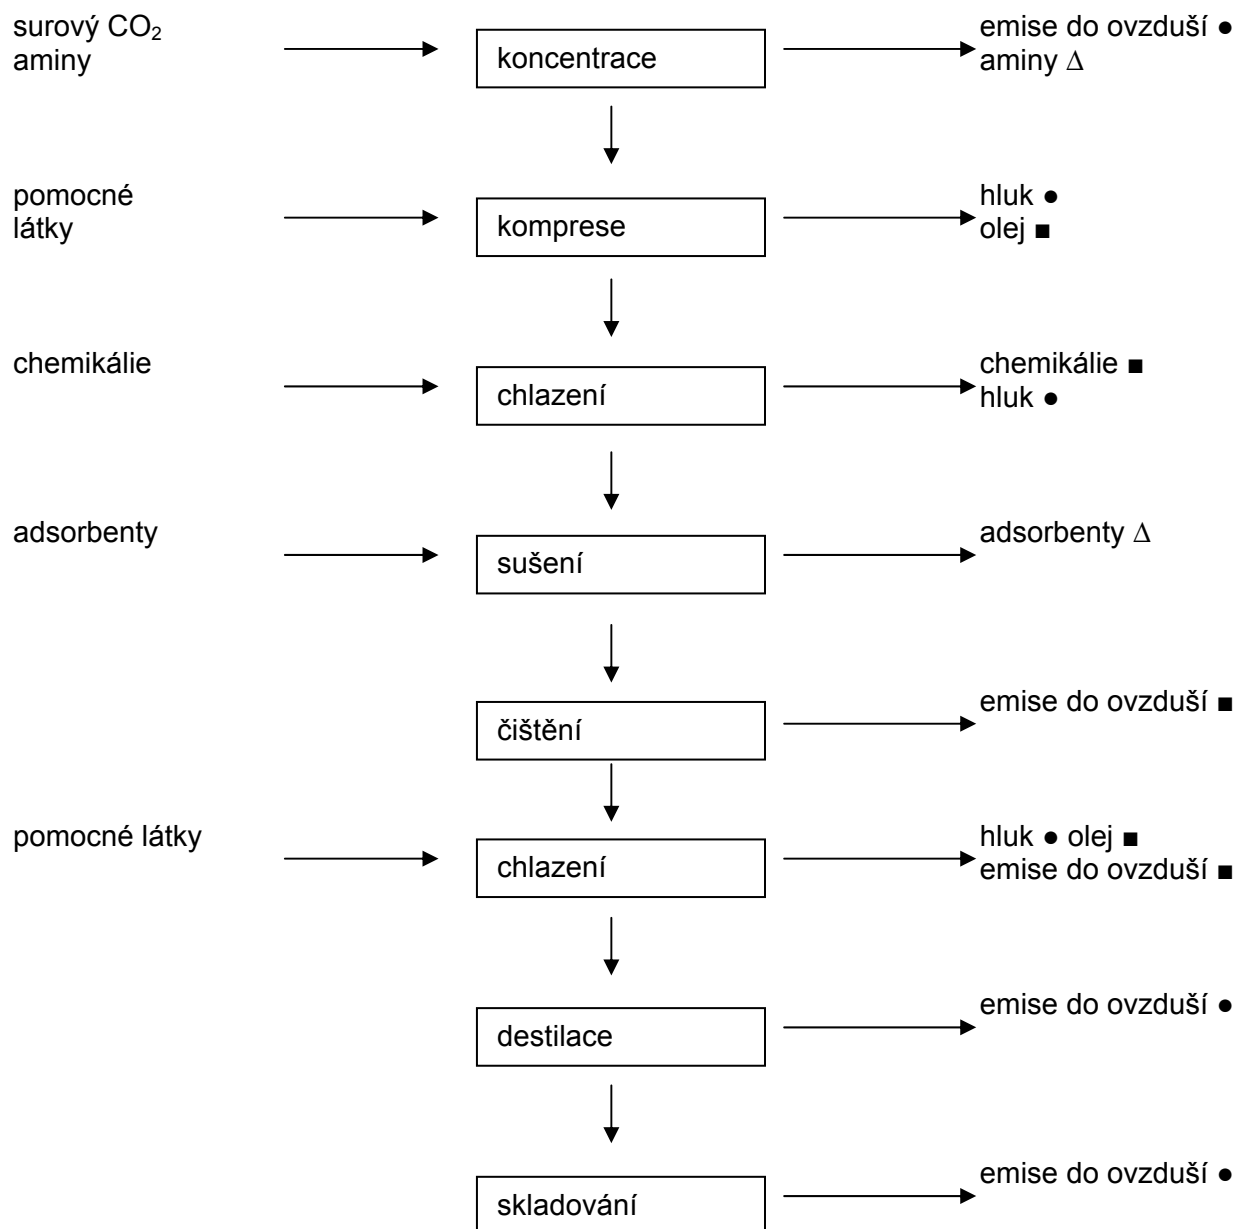 surový CO₂
aminy
koncentrace
emise do ovzduší ●
aminy Δ
pomocné
látky
komprese
hluk ●
olej ■
chemikálie
chlazení
chemikálie ■
hluk ●
adsorbenty
sušení
adsorbenty Δ
čištění
emise do ovzduší ■
pomocné látky
chlazení
hluk ● olej ■
emise do ovzduší ■
destilace
emise do ovzduší ●
skladování
emise do ovzduší ●